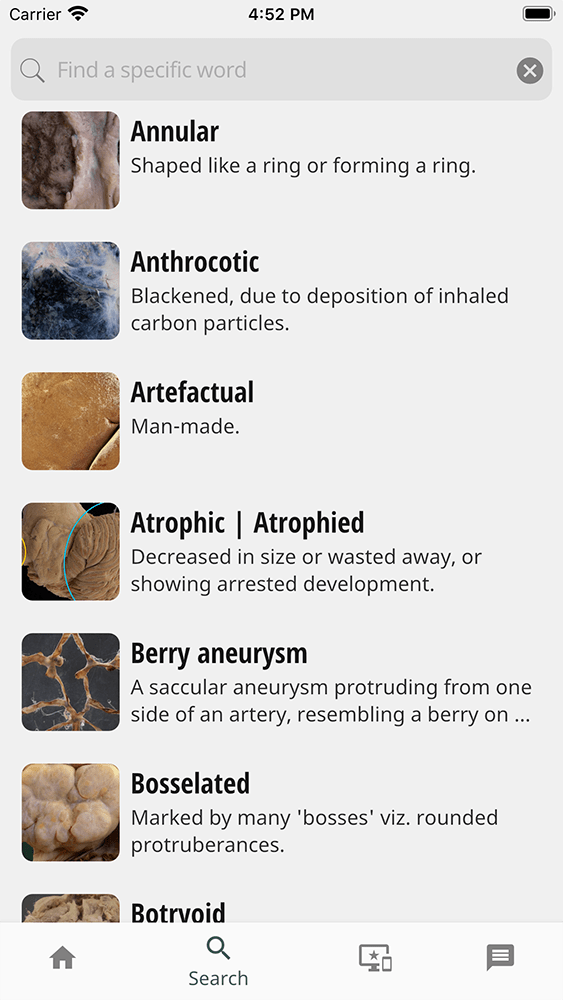 Carrier 4:52 PM
Find a specific word
Annular
Shaped like a ring or forming a ring.
Anthrocotic
Blackened, due to deposition of inhaled
carbon particles.
Artefactual
Man-made.
Atrophic | Atrophied
Decreased in size or wasted away, or
showing arrested development.
Berry aneurysm
A saccular aneurysm protruding from one
side of an artery, resembling a berry on ...
Bosselated
Marked by many 'bosses' viz. rounded
protruberances.
Botryoid
Search